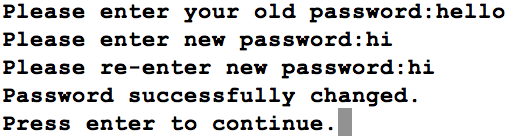 Please enter your old password:hello
Please enter new password:hi
Please re-enter new password:hi
Password successfully changed.
Press enter to continue.